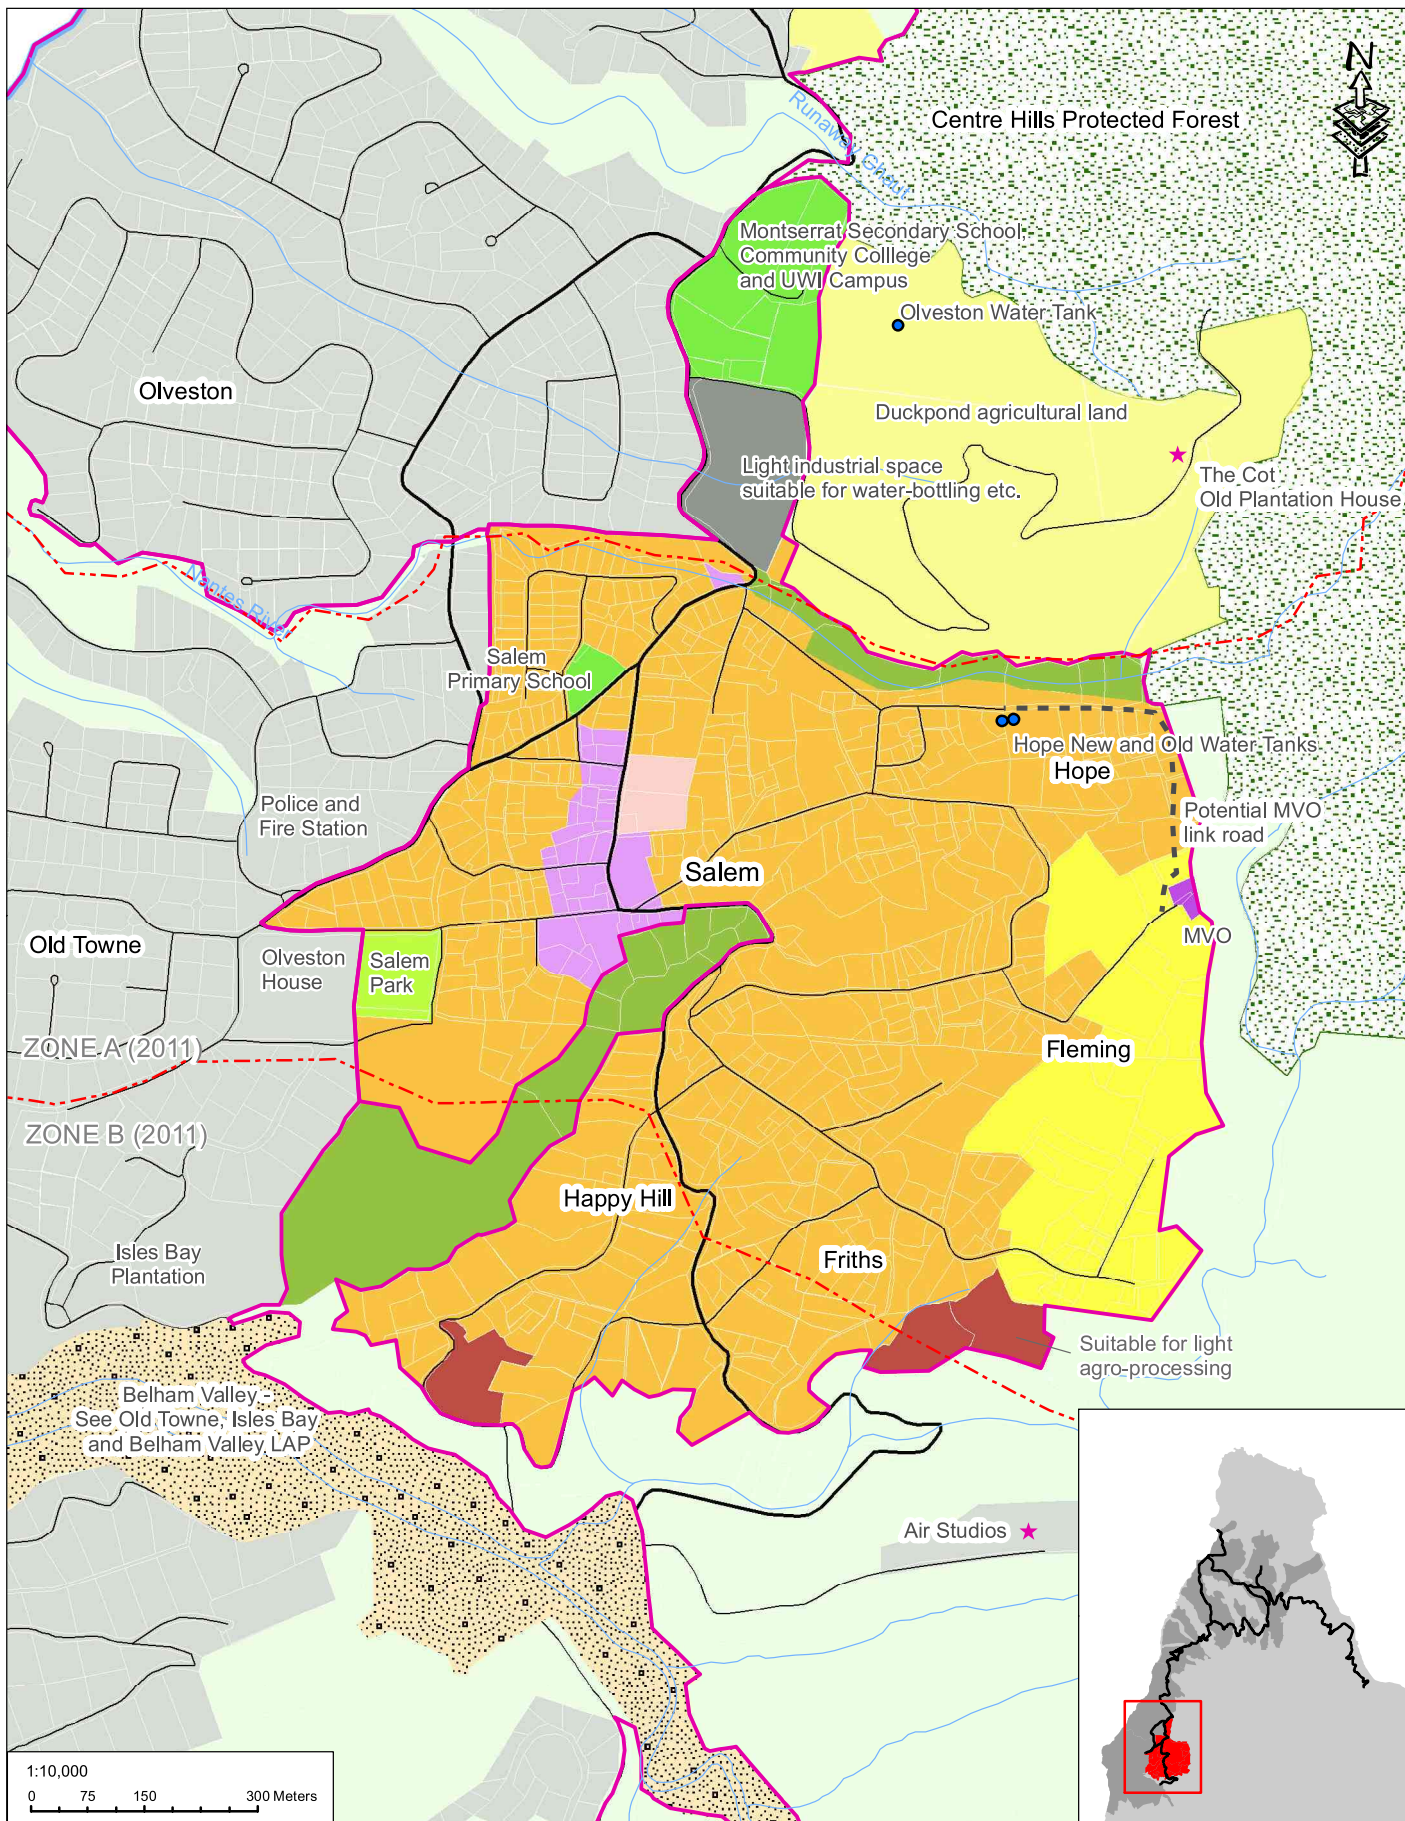 N
Centre Hills Protected Forest
Runaway Ghaut
Montserrat Secondary School,
Community Colllege
and UWI Campus
Olveston Water Tank
Olveston
Duckpond agricultural land
Light industrial space
suitable for water-bottling etc.
The Cot
Old Plantation House
Nantes River
Salem
Primary School
Hope New and Old Water Tanks
Hope
Police and
Fire Station
Potential MVO
link road
Salem
Old Towne
Olveston
House
Salem
Park
MVO
ZONE A (2011)
Fleming
ZONE B (2011)
Happy Hill
Isles Bay
Plantation
Friths
Suitable for light
agro-processing
Belham Valley -
See Old Towne, Isles Bay
and Belham Valley LAP
Air Studios
1:10,000
0 75 150 300 Meters